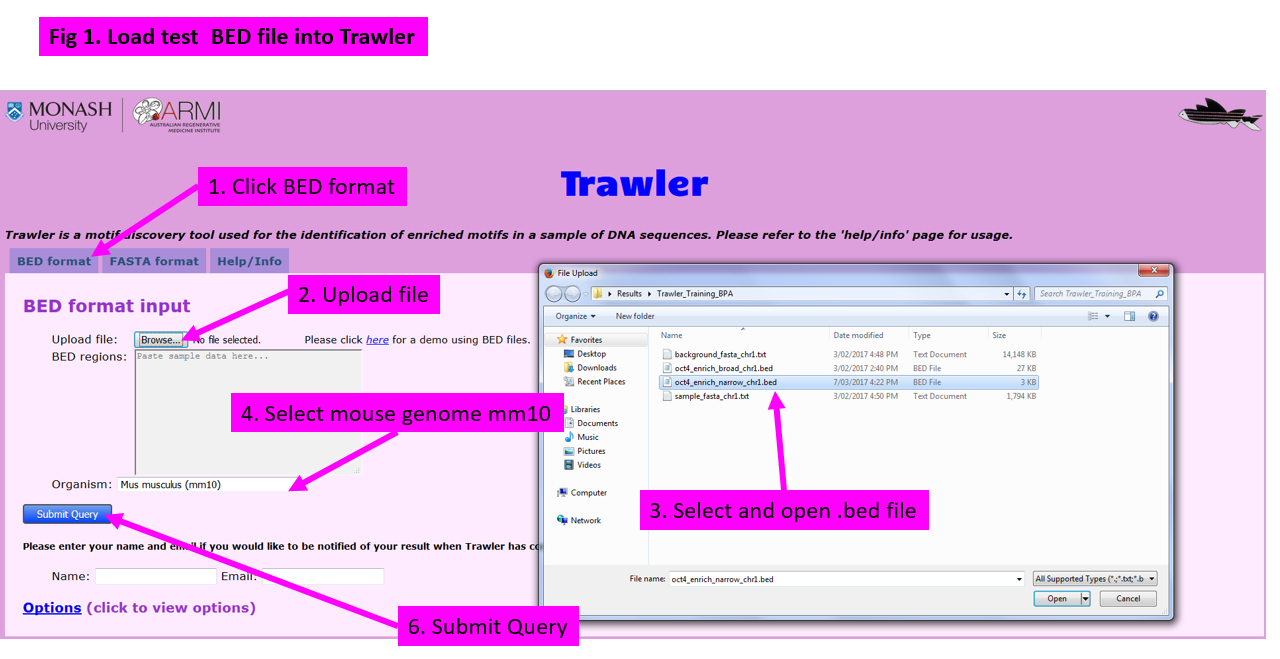 Fig 1. Load test  BED file into Trawler
MONASH University
ARMI
AUSTRALIAN REGENERATIVE MEDICINE INSTITUTE
1. Click BED format
Trawler
Trawler is a motif discovery tool used for the identification of enriched motifs in a sample of DNA sequences. Please refer to the 'help/info' page for usage.
BED format FASTA format Help/Info
BED format input
2. Upload file
Upload file: Browse... No file selected. Please click here for a demo using BED files.
BED regions: Paste sample data here...
4. Select mouse genome mm10
Organism: Mus musculus (mm10)
Submit Query
Please enter your name and email if you would like to be notified of your result when Trawler has
Name: Email:
Options (click to view options)
6. Submit Query
File Upload
Results Trawler_Training_BPA Search Trawler_Training_BPA
Organize New folder
Favorites
Desktop
Downloads
Recent Places
Libraries
Documents
Music
Pictures
Videos
Computer
Network
Name Date modified Type Size
background_fasta_chr1.txt 3/02/2017 4:48 PM Text Document 14,148 KB
oct4_enrich_broad_chr1.bed 3/02/2017 2:40 PM BED File 27 KB
oct4_enrich_narrow_chr1.bed 7/03/2017 4:22 PM BED File 3 KB
sample_fasta_chr1.txt 3/02/2017 4:50 PM Text Document 1,794 KB
3. Select and open .bed file
File name: oct4_enrich_narrow_chr1.bed All Supported Types (*.;*.txt;*.b
Open Cancel